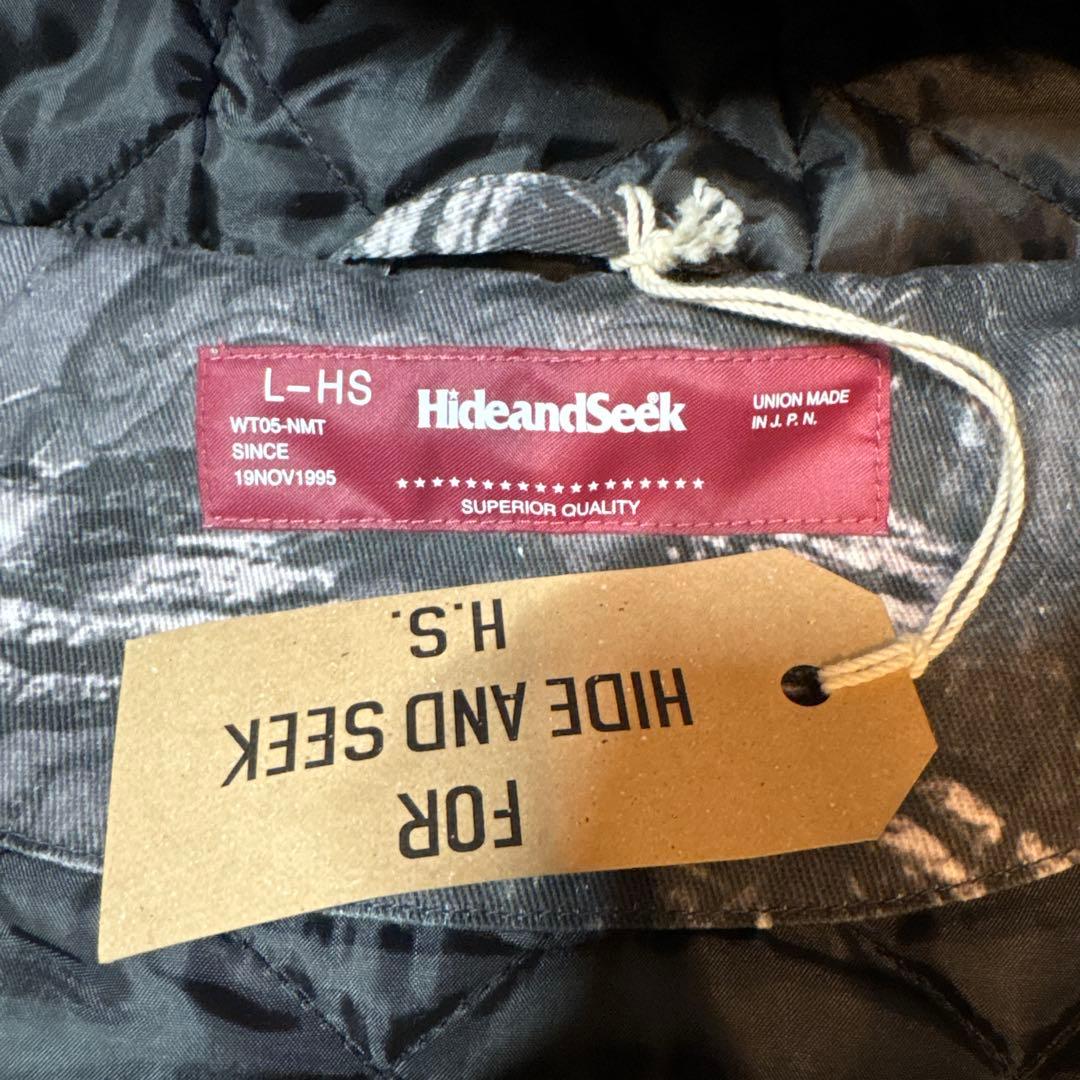 L-HS
WT05-NMT
SINCE
19NOV1995
HideandSeek®
★★★★★★★★★★★★★★★★★★
SUPERIOR QUALITY
UNION MADE
IN J. P. N.
FOR
HIDE AND SEEK
H.S.